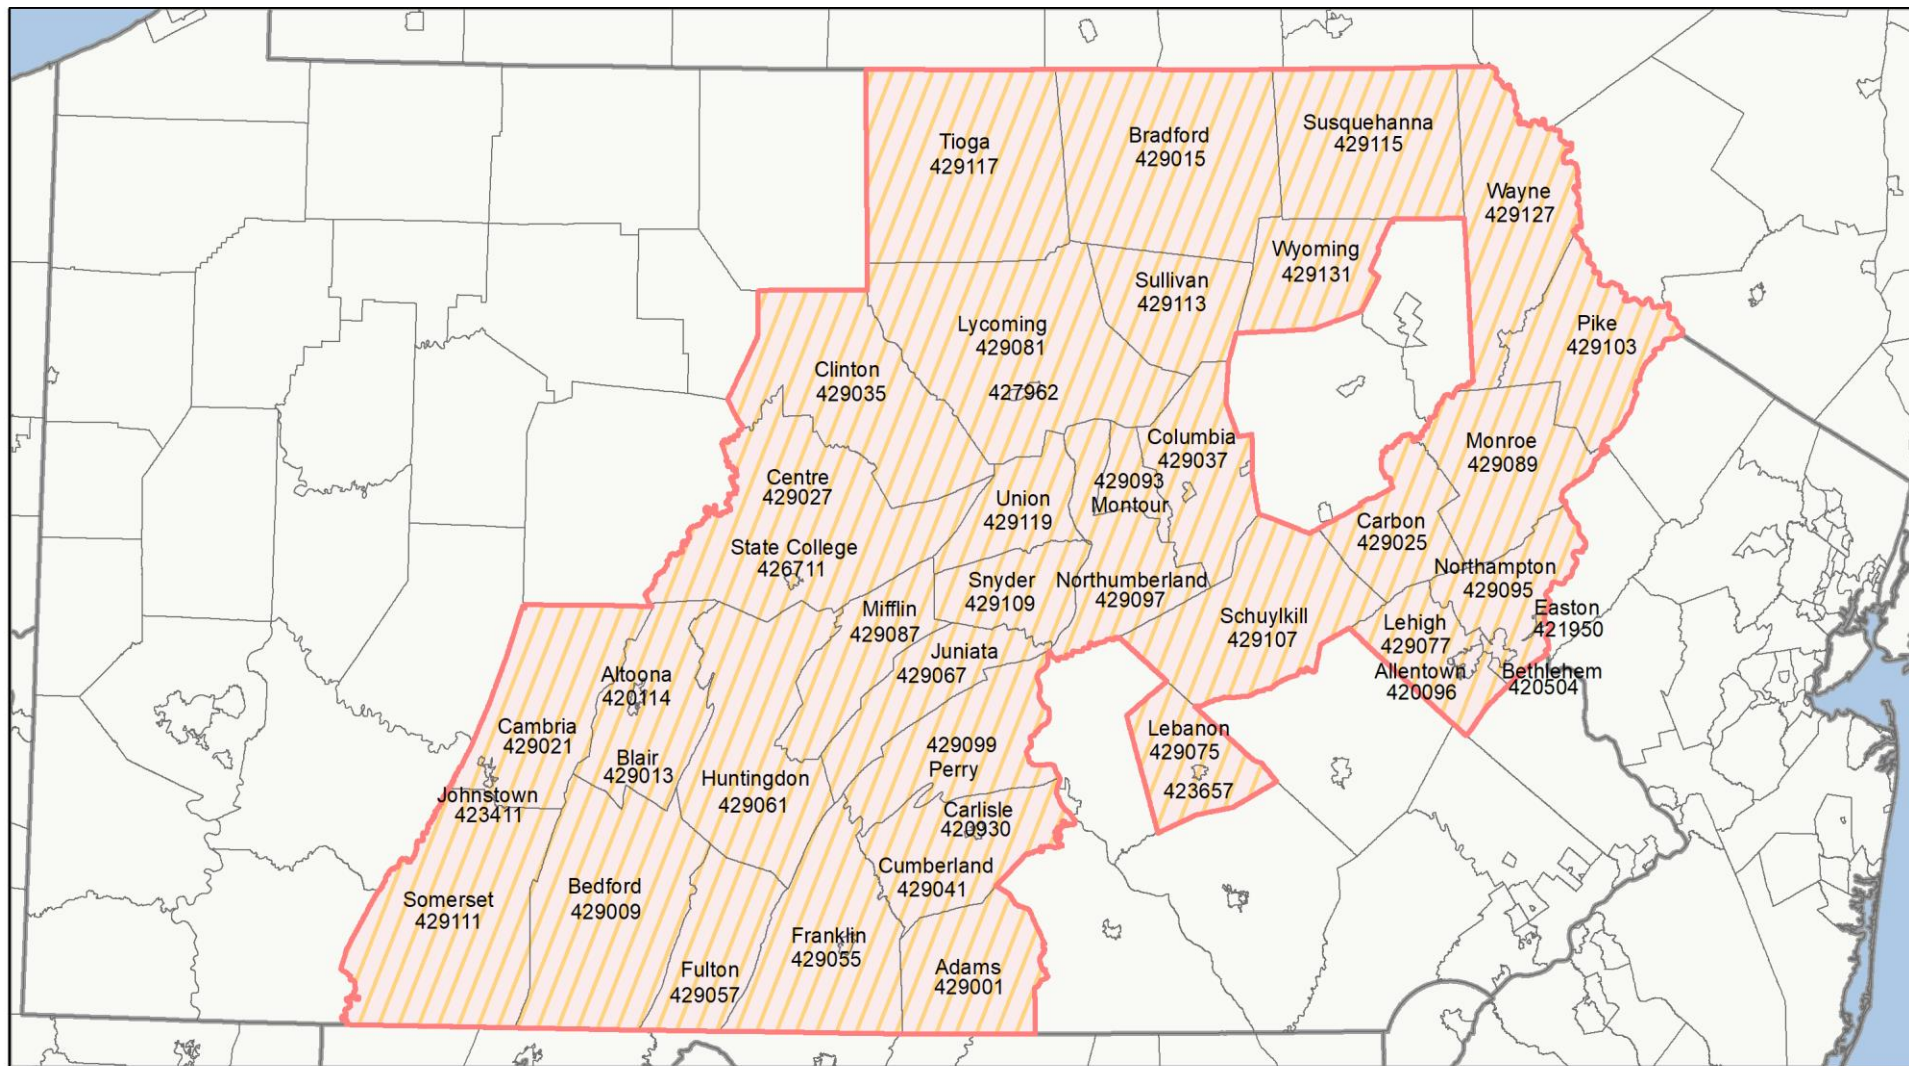 Tioga
429117
Bradford
429015
Susquehanna
429115
Wayne
429127
Wyoming
429131
Sullivan
429113
Lycoming
429081
427962
Pike
429103
Clinton
429035
Columbia
429037
Monroe
429089
Centre
429027
429093
Montour
Union
429119
Carbon
429025
State College
426711
Snyder
429109
Northumberland
429097
Northampton
429095
Mifflin
429087
Schuylkill
429107
Lehigh
429077
Easton
421950
Juniata
429067
Allentown
420096
Bethlehem
420504
Altoona
420114
Cambria
429021
Blair
429013
Huntingdon
429061
429099
Perry
Lebanon
429075
423657
Johnstown
423411
Carlisle
420930
Cumberland
429041
Somerset
429111
Bedford
429009
Franklin
429055
Fulton
429057
Adams
429001